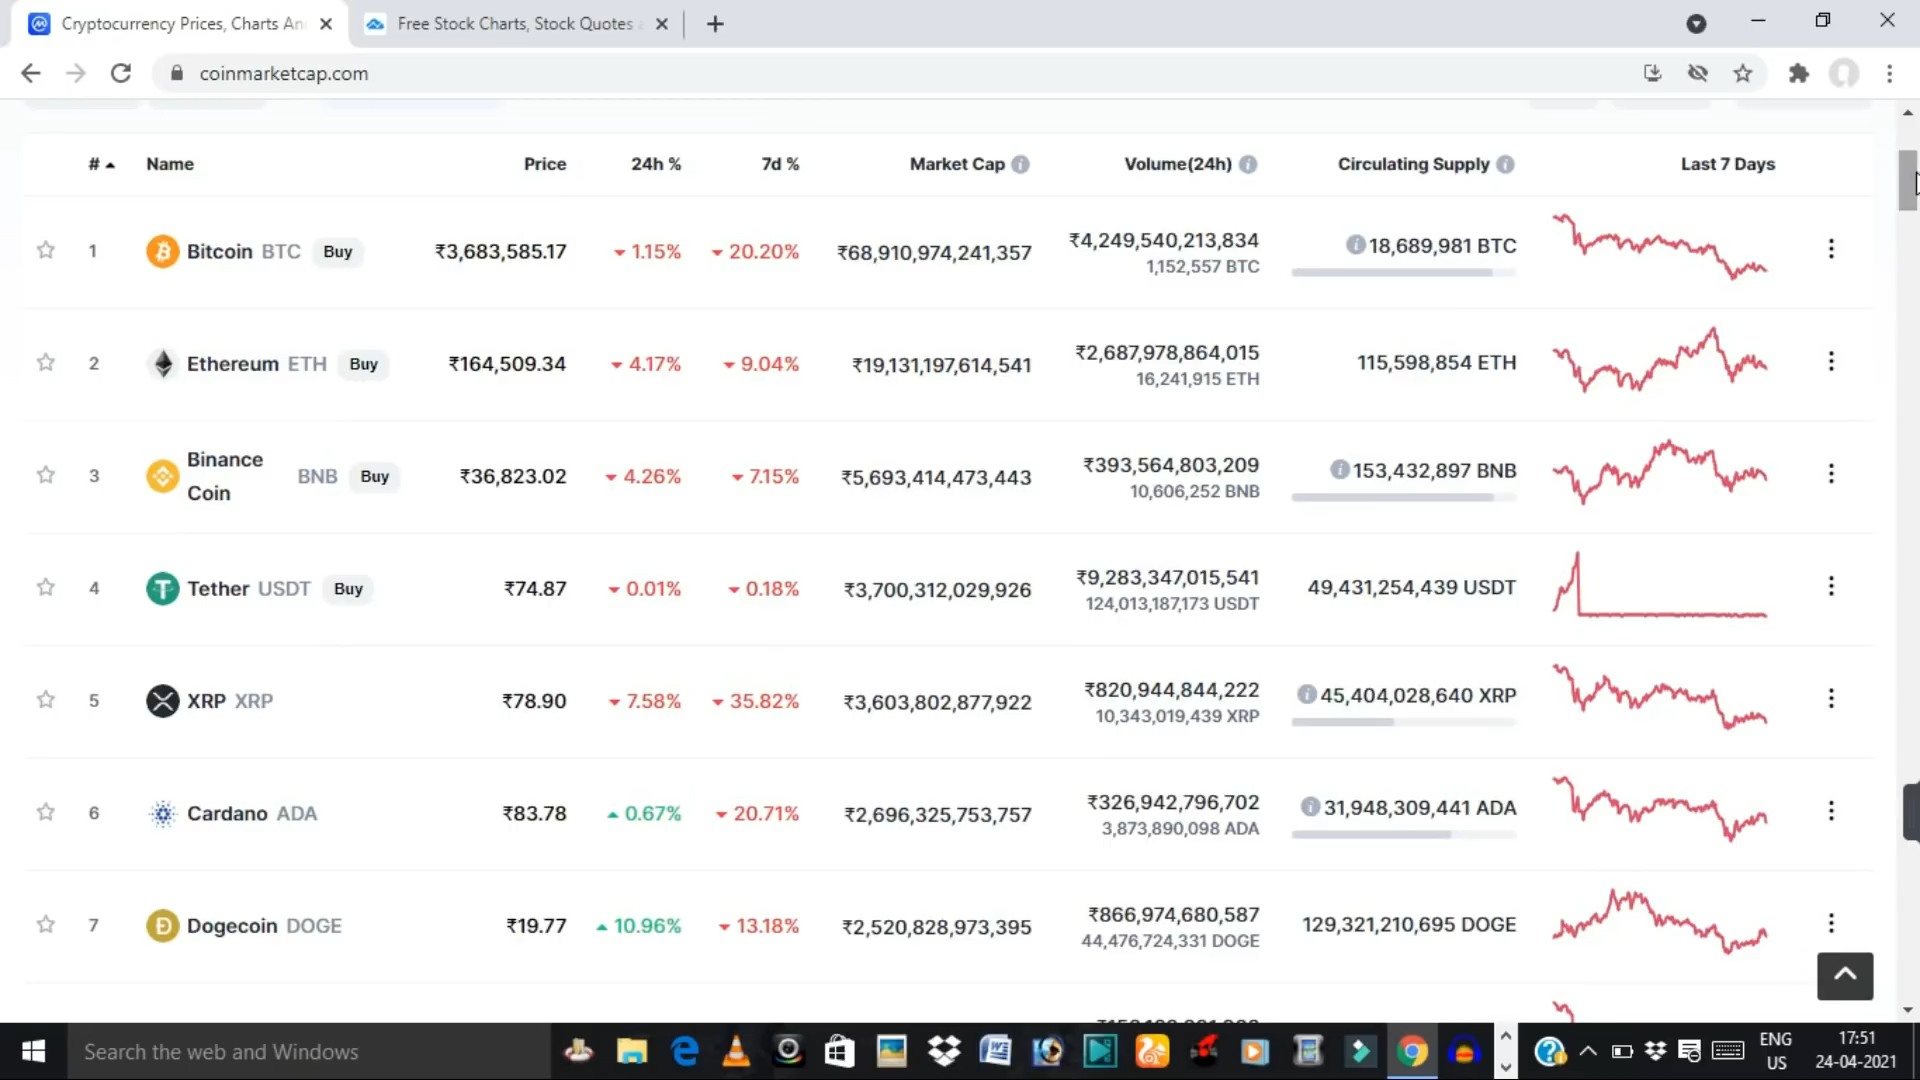 Cryptocurrency Prices, Charts An
Free Stock Charts, Stock Quotes
coinmarketcap.com
# Name Price 24h % 7d % Market Cap Volume(24h) Circulating Supply Last 7 Days
1 Bitcoin BTC Buy ₹3,683,585.17 1.15% 20.20% ₹68,910,974,241,357 ₹4,249,540,213,834 18,689,981 BTC
1,152,557 BTC
2 Ethereum ETH Buy ₹164,509.34 4.17% 9.04% ₹19,131,197,614,541 ₹2,687,978,864,015 115,598,854 ETH
16,241,915 ETH
3 Binance Coin BNB Buy ₹36,823.02 4.26% 7.15% ₹5,693,414,473,443 ₹393,564,803,209 153,432,897 BNB
10,606,252 BNB
4 Tether USDT Buy ₹74.87 0.01% 0.18% ₹3,700,312,029,926 ₹9,283,347,015,541 49,431,254,439 USDT
124,013,187,173 USDT
5 XRP XRP ₹78.90 7.58% 35.82% ₹3,603,802,877,922 ₹820,944,844,222 45,404,028,640 XRP
10,343,019,439 XRP
6 Cardano ADA ₹83.78 0.67% 20.71% ₹2,696,325,753,757 ₹326,942,796,702 31,948,309,441 ADA
3,873,890,098 ADA
7 Dogecoin DOGE ₹19.77 10.96% 13.18% ₹2,520,828,973,395 ₹866,974,680,587 129,321,210,695 DOGE
44,476,724,331 DOGE
Search the web and Windows
ENG
US
17:51
24-04-2021